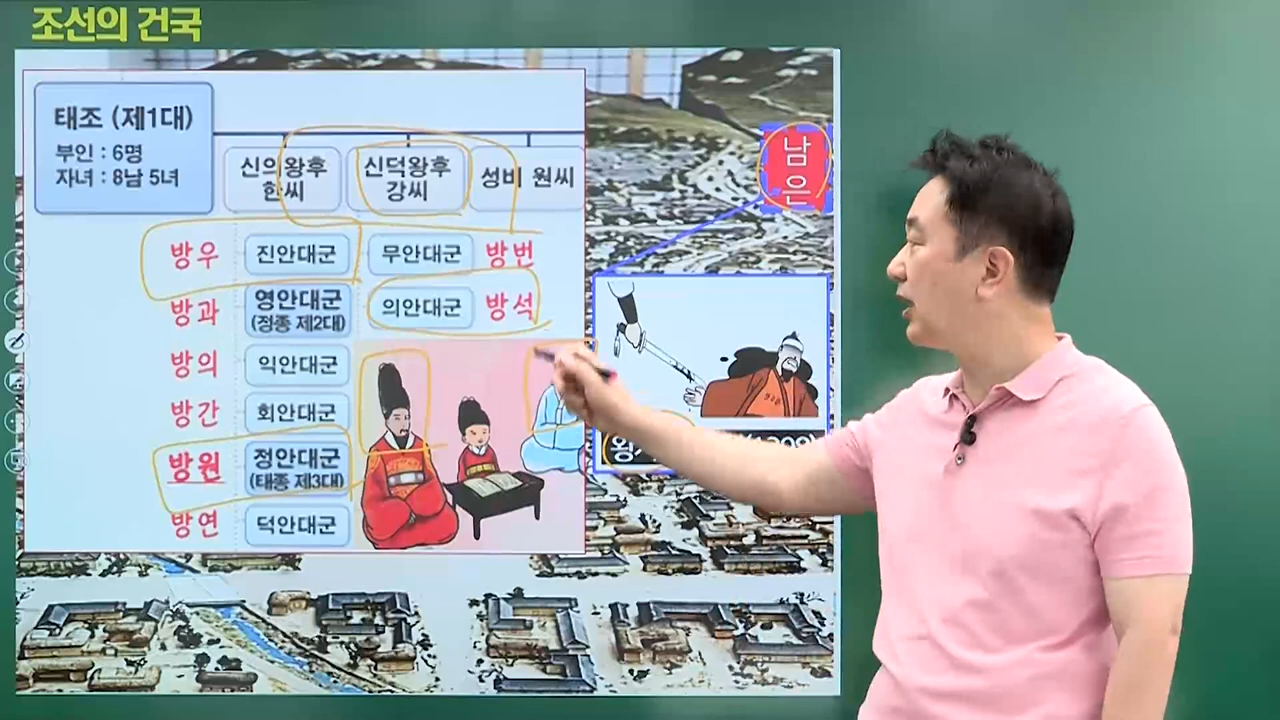 조선의 건국
태조 (제1대)
부인 : 6명
자녀 : 8남 5녀
신의왕후
한씨
신덕왕후
강씨
성비 원씨
방우 진안대군 무안대군 방번
방과 영안대군
(정종 제2대)
의안대군 방석
방의 익안대군
방간 회안대군
방원 정안대군
(태종 제3대)
방연 덕안대군
남은